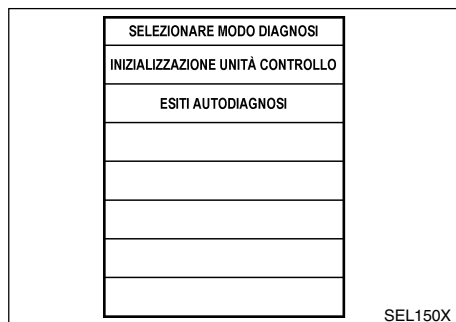 SELEZIONARE MODO DIAGNOSI
INIZIALIZZAZIONE UNITÀ CONTROLLO
ESITI AUTODIAGNOSI
SEL150X